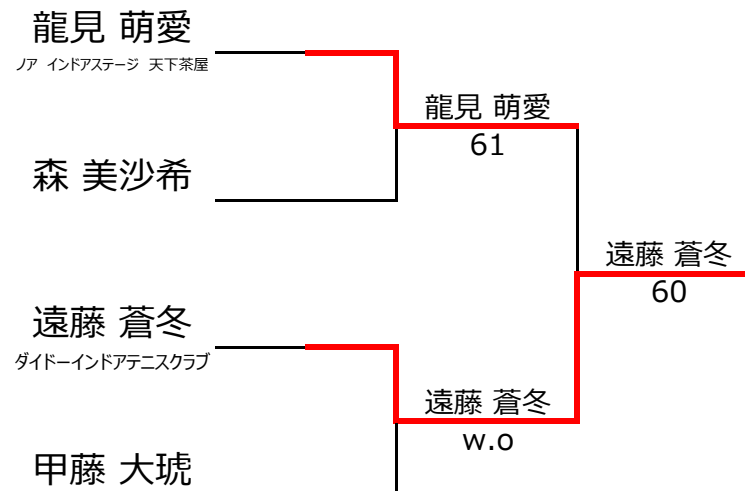 龍見 萌愛
ノア インドアステージ 天下茶屋
龍見 萌愛
61
森 美沙希
遠藤 蒼冬
60
遠藤 蒼冬
ダイドーインドアテニスクラブ
遠藤 蒼冬
w.o
甲藤 大琥